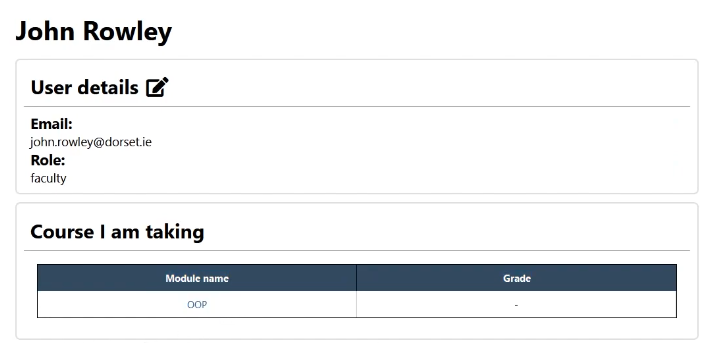 John Rowley
User details
Email:
john.rowley@dorset.ie
Role:
faculty
Course I am taking
Module name Grade
OOP -